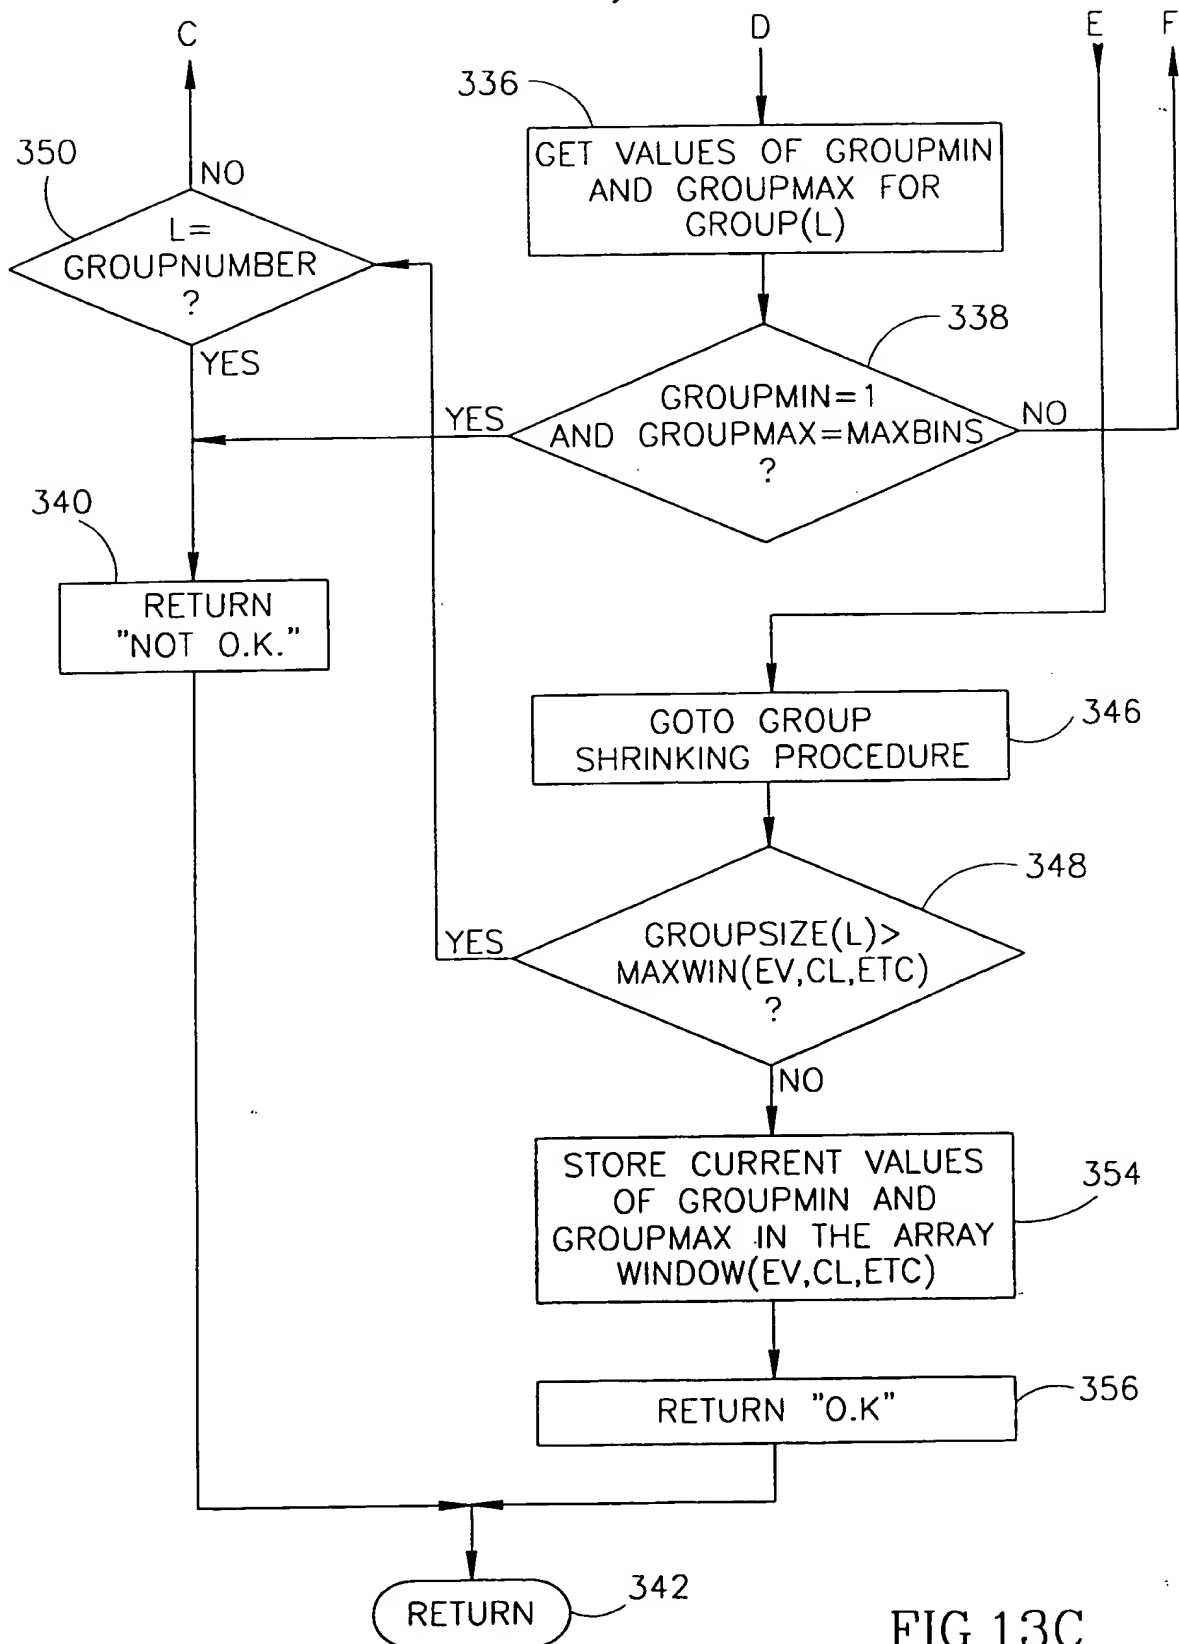 C
D
E
F
336
GET VALUES OF GROUPMIN
AND GROUPMAX FOR
GROUP(L)
350
NO
L=
GROUPNUMBER
?
YES
338
GROUPMIN=1
AND GROUPMAX=MAXBINS
?
YES
NO
340
RETURN
"NOT O.K."
GOTO GROUP
SHRINKING PROCEDURE
346
348
GROUPSIZE(L)>
MAXWIN(EV,CL,ETC)
?
YES
NO
STORE CURRENT VALUES
OF GROUPMIN AND
GROUPMAX IN THE ARRAY
WINDOW(EV,CL,ETC)
354
RETURN "O.K"
356
RETURN
342
FIG.13C